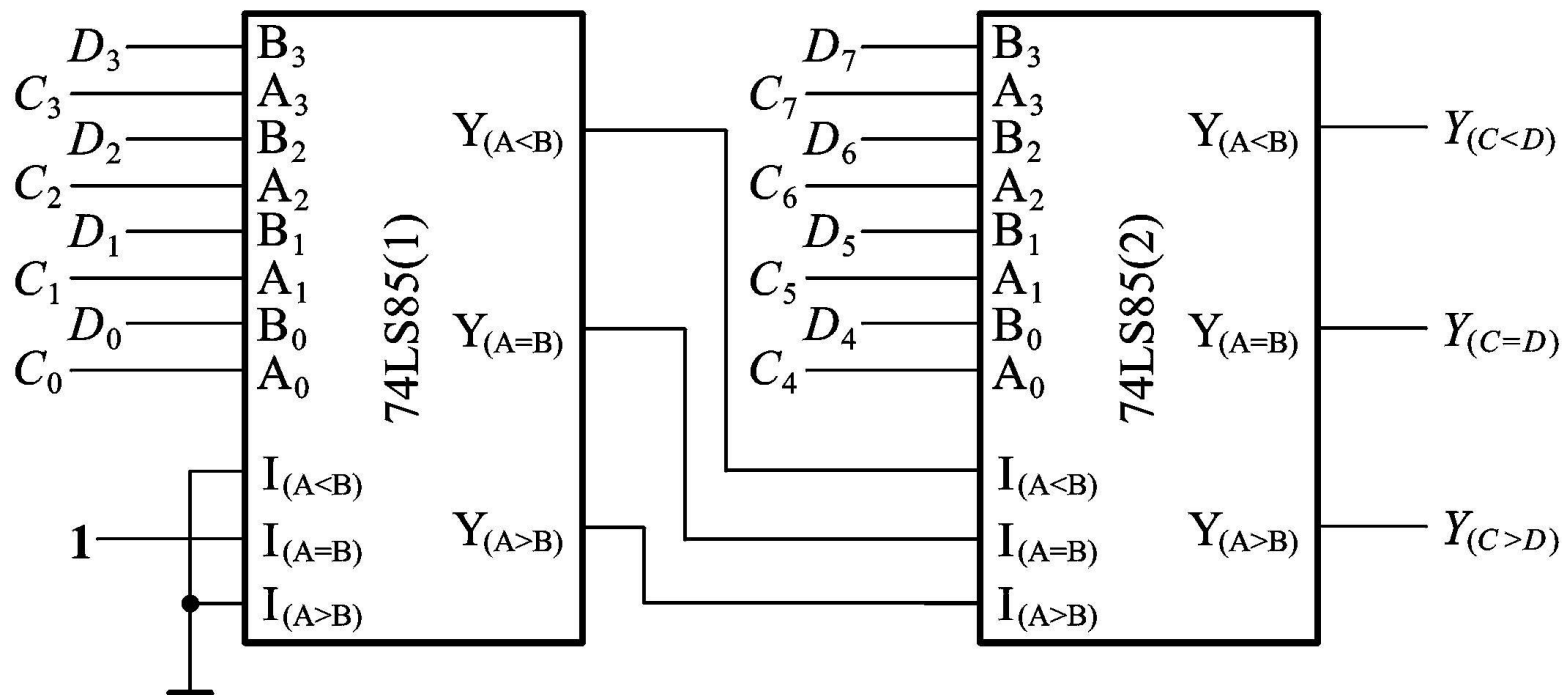 D₃ B₃ D₇ B₃
C₃ A₃ C₇ A₃
Y(A<B) Y(A<B) Y(C<D)
D₂ B₂ D₆ B₂
C₂ A₂ C₆ A₂
D₁ B₁ D₅ B₁
C₁ A₁ C₅ A₁
74LS85(1) 74LS85(2)
D₀ B₀ D₄ B₀
Y(A=B) Y(A=B) Y(C=D)
C₀ A₀ C₄ A₀
I(A<B) I(A<B)
1 I(A=B) Y(A>B) I(A=B) Y(A>B) Y(C>D)
I(A>B) I(A>B)